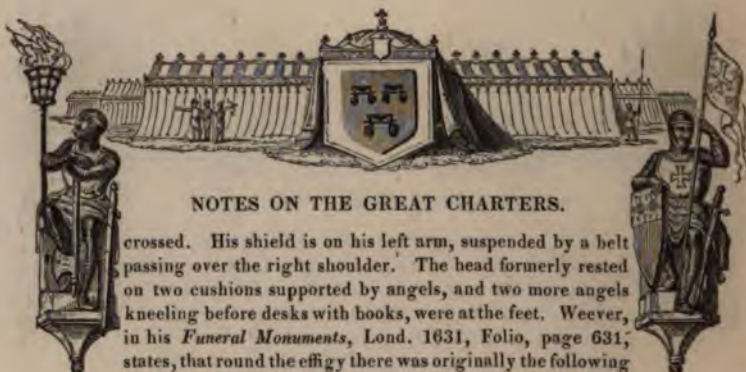 NOTES ON THE GREAT CHARTERS.
crossed. His shield is on his left arm, suspended by a belt
passing over the right shoulder. The head formerly rested
on two cushions supported by angels, and two more angels
kneeling before desks with books, were at the feet. Weever,
in his Funeral Monuments, Lond. 1631, Folio, page 631,
states, that round the effigy there was originally the following